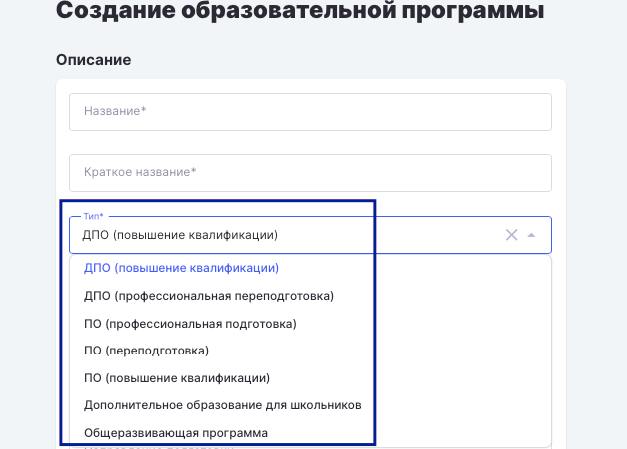 Создание образовательной программы
Описание
Название*
Краткое название*
Тип*
ДПО (повышение квалификации)
ДПО (повышение квалификации)
ДПО (профессиональная переподготовка)
ПО (профессиональная подготовка)
ПО (переподготовка)
ПО (повышение квалификации)
Дополнительное образование для школьников
Общеразвивающая программа